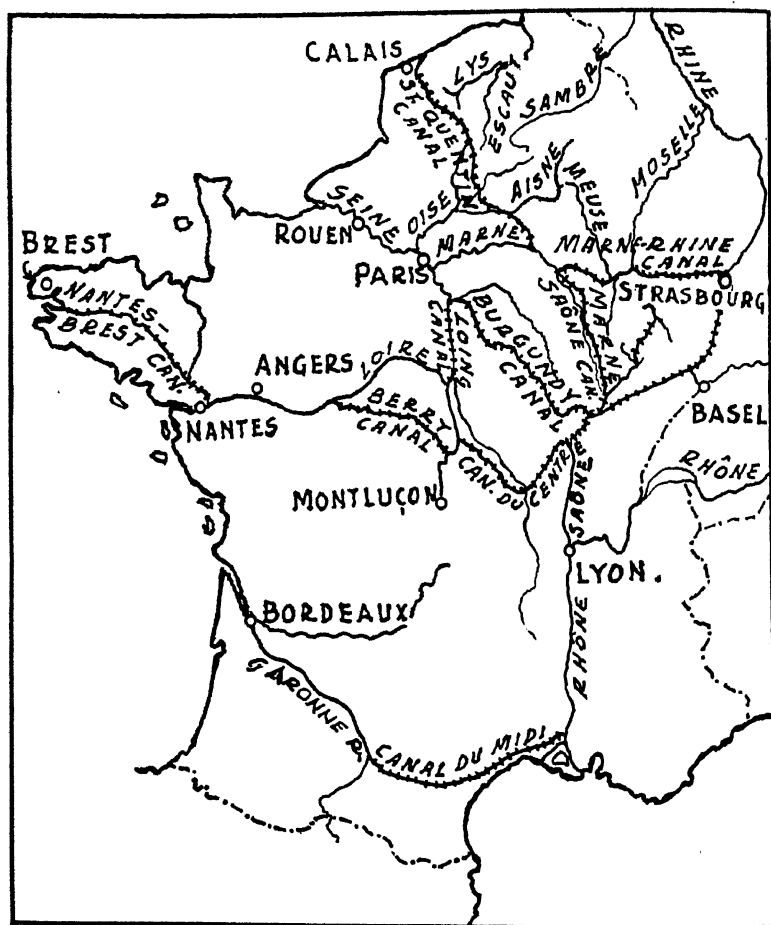 CALAIS
LYS
ESCAUT
SAMBRE
RHINE
ST. QUENTIN
CANAL
MOSELLE
AISNE
MEUSE
OISE
SEINE
ROUEN
MARNE
MARNE-RHINE
CANAL
PARIS
STRASBOURG
BREST
NANTES-
BREST CAN.
MARNE
SAÔNE CAN.
LOING
CANAL
BURGUNDY
CANAL
ANGERS
LOIRE
BASEL
NANTES
BERRY
CANAL
CAN. DU
CENTRE
RHÔNE
MONTLUÇON
SAÔNE
LYON.
BORDEAUX
RHÔNE
GARONNE R.
CANAL DU MIDI